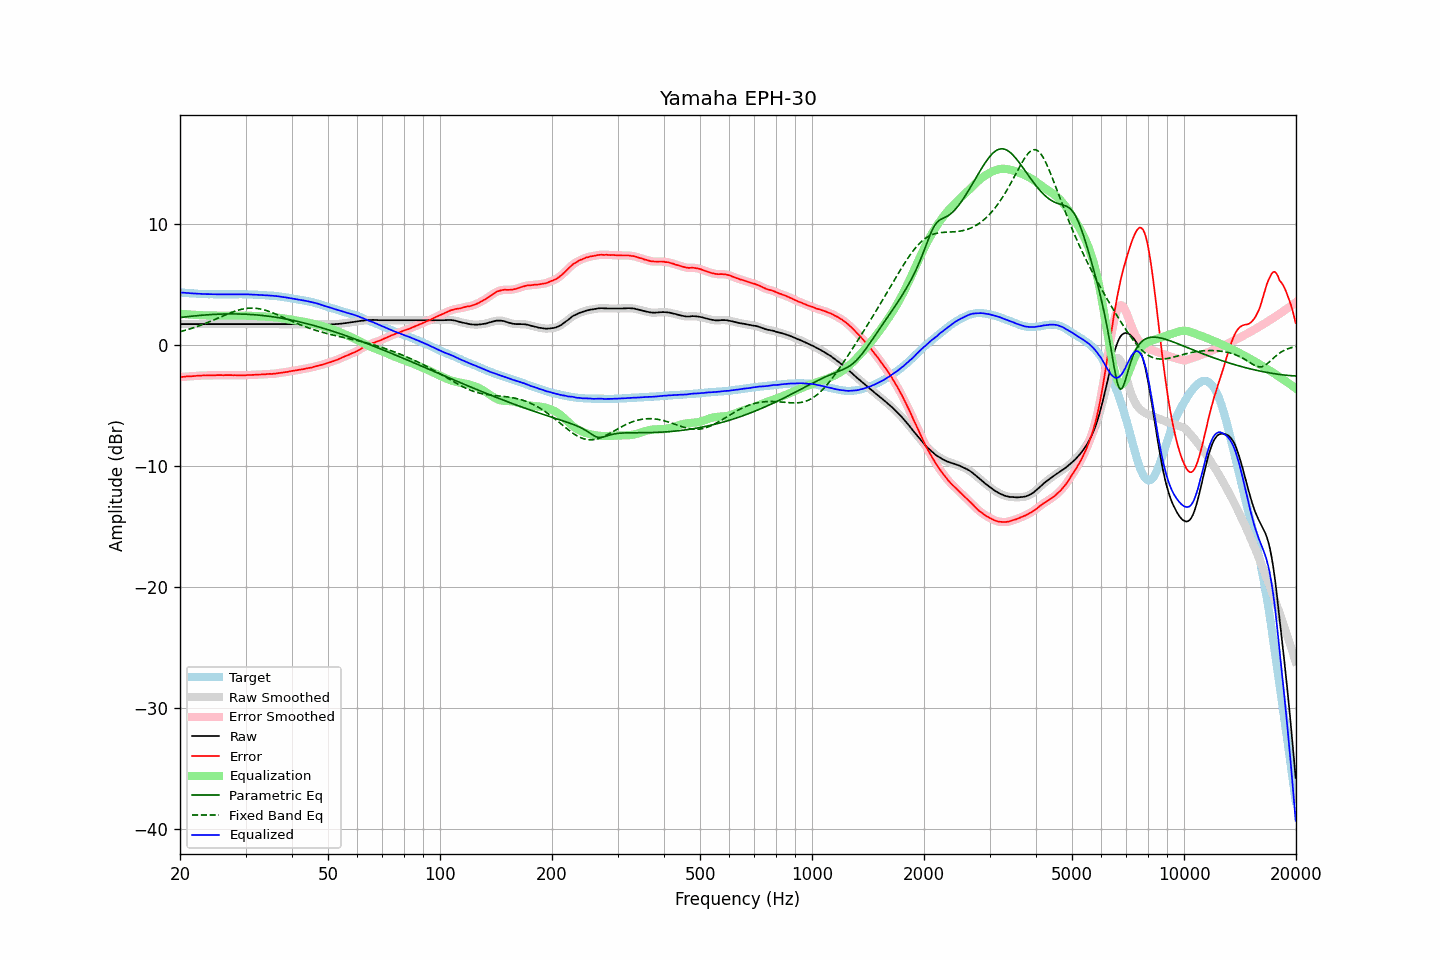 Yamaha EPH-30
Amplitude (dBr)
10
0
−10
−20
−30
−40
Target
Raw Smoothed
Error Smoothed
Raw
Error
Equalization
Parametric Eq
Fixed Band Eq
Equalized
20 50 100 200 500 1000 2000 5000 10000 20000
Frequency (Hz)